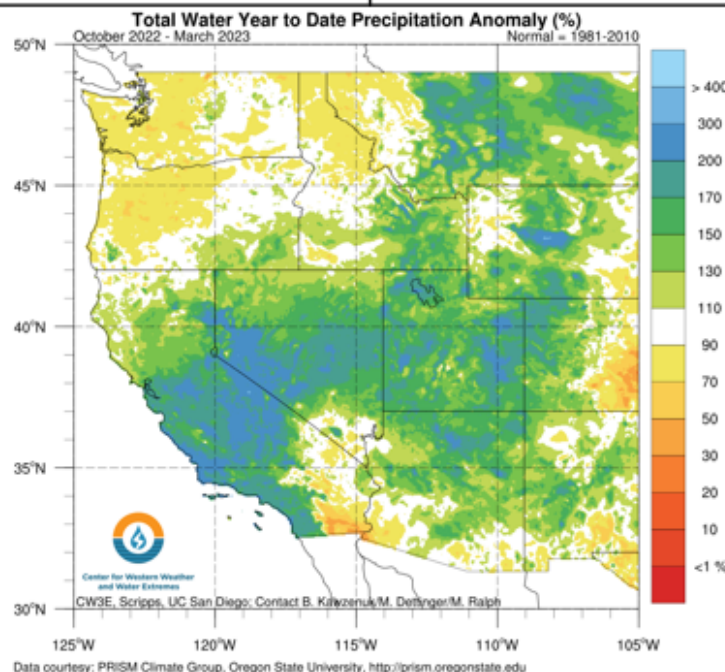 Total Water Year to Date Precipitation Anomaly (%)
October 2022 - March 2023 Normal = 1981-2010
50°N
45°N
40°N
35°N
30°N
125°W 120°W 115°W 110°W 105°W
> 400
300
200
170
150
130
110
90
70
50
30
20
10
<1 %
Center for Western Weather
and Water Extremes
CW3E, Scripps, UC San Diego; Contact B. Kawzenuk/M. Dettinger/M. Ralph
Data courtesy: PRISM Climate Group, Oregon State University, http://prism.oregonstate.edu